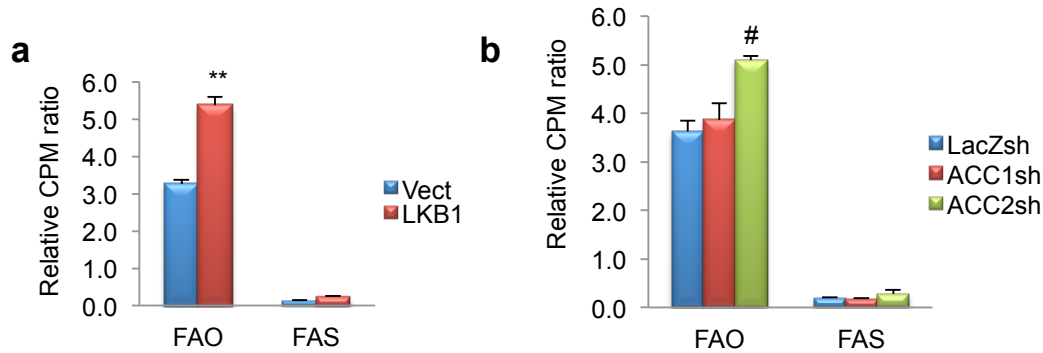 a
Relative CPM ratio
6.0
5.0
4.0
3.0
2.0
1.0
0.0
**
FAO
FAS
Vect
LKB1
b
Relative CPM ratio
6.0
5.0
4.0
3.0
2.0
1.0
0.0
#
FAO
FAS
LacZsh
ACC1sh
ACC2sh